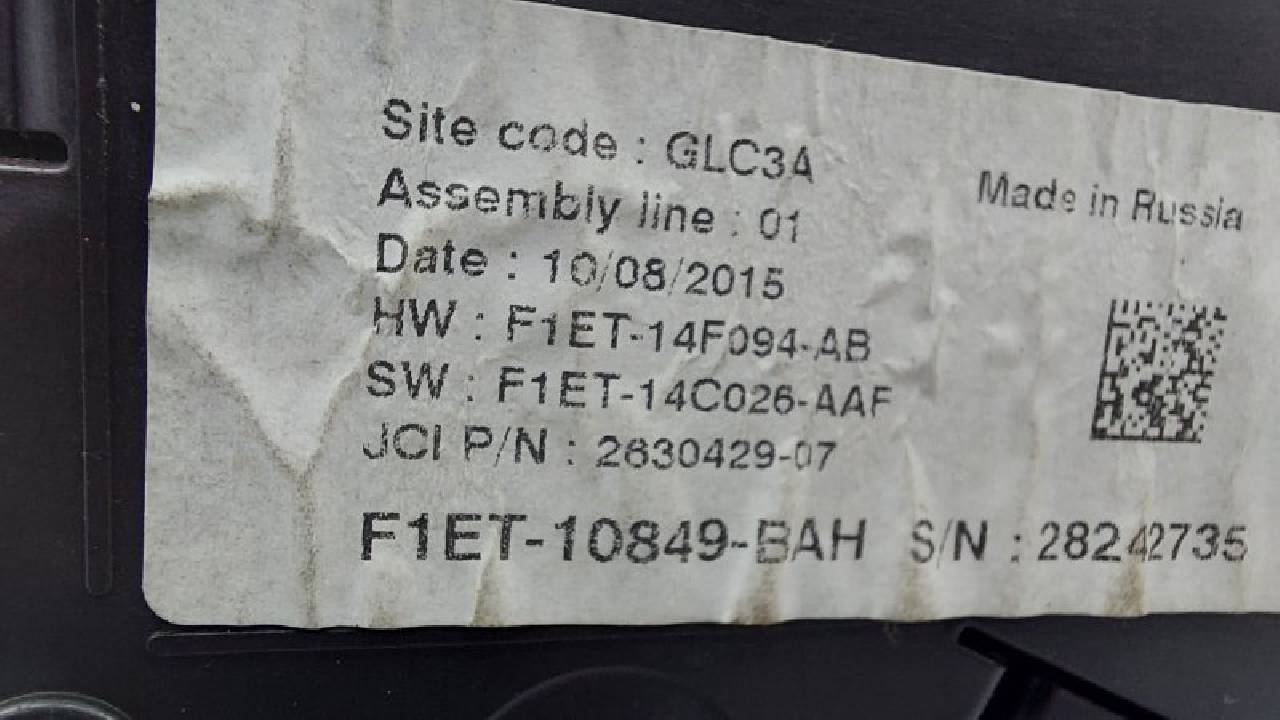 Site code : GLC3A
Assembly line : 01
Made in Russia
Date : 10/08/2015
HW : F1ET-14F094-AB
SW : F1ET-14C026-AAF
JCI P/N : 2630429-07
F1ET-10849-BAH S/N : 28242735